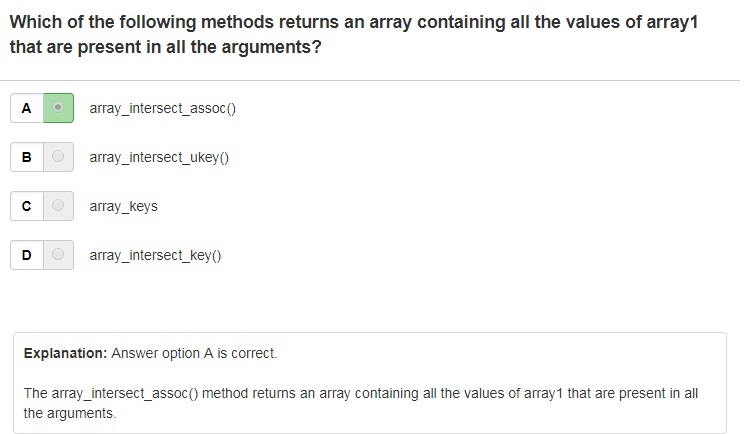 Which of the following methods returns an array containing all the values of array1
that are present in all the arguments?
A array_intersect_assoc()
B array_intersect_ukey()
C array_keys
D array_intersect_key()
Explanation: Answer option A is correct.
The array_intersect_assoc() method returns an array containing all the values of array1 that are present in all
the arguments.